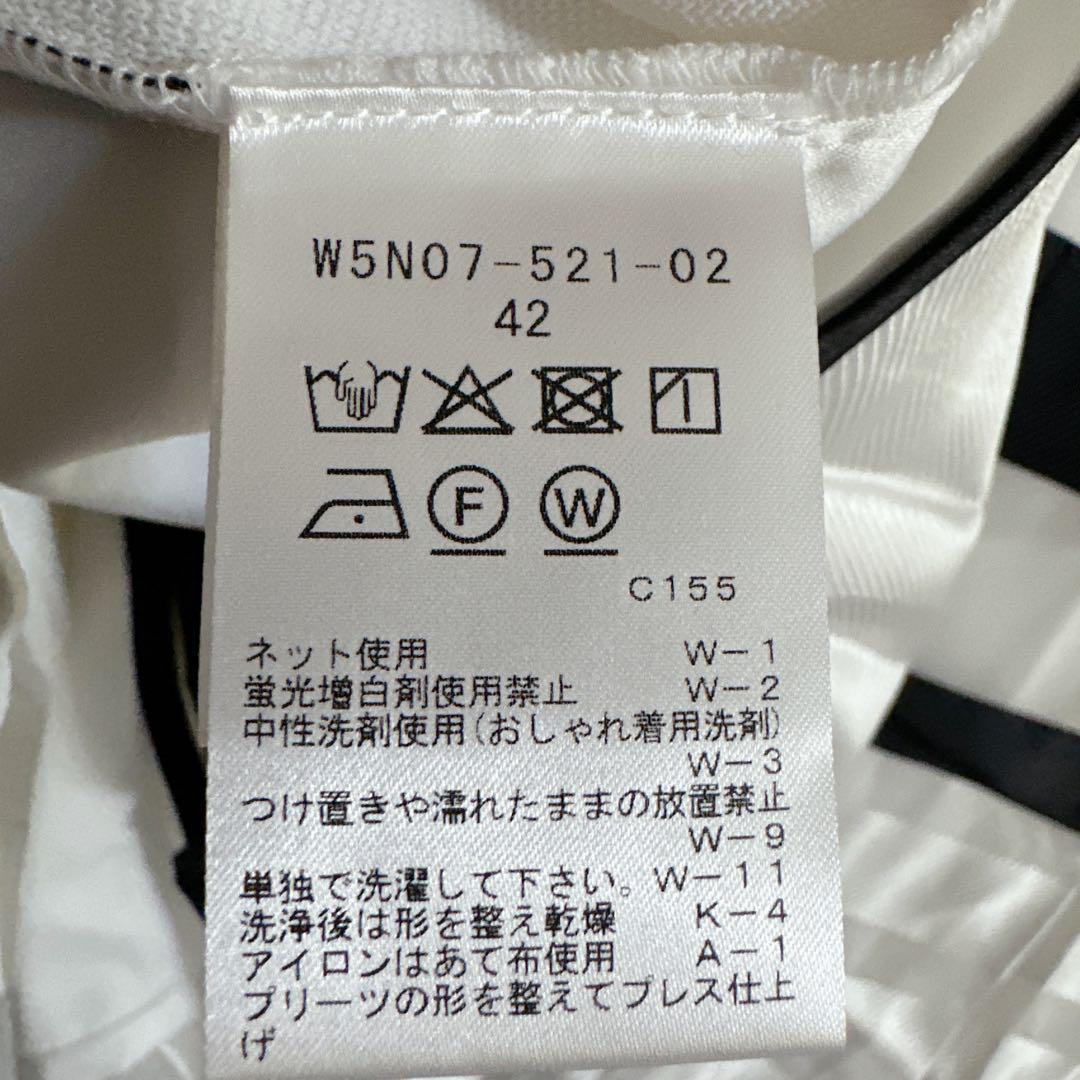 W5N07-521-02
42
F W
C155
ネット使用 W-1
蛍光増白剤使用禁止 W-2
中性洗剤使用(おしゃれ着用洗剤)
W-3
つけ置きや濡れたままの放置禁止
W-9
単独で洗濯して下さい。W-11
洗浄後は形を整え乾燥 K-4
アイロンはあて布使用 A-1
プリーツの形を整えてプレス仕上
げ